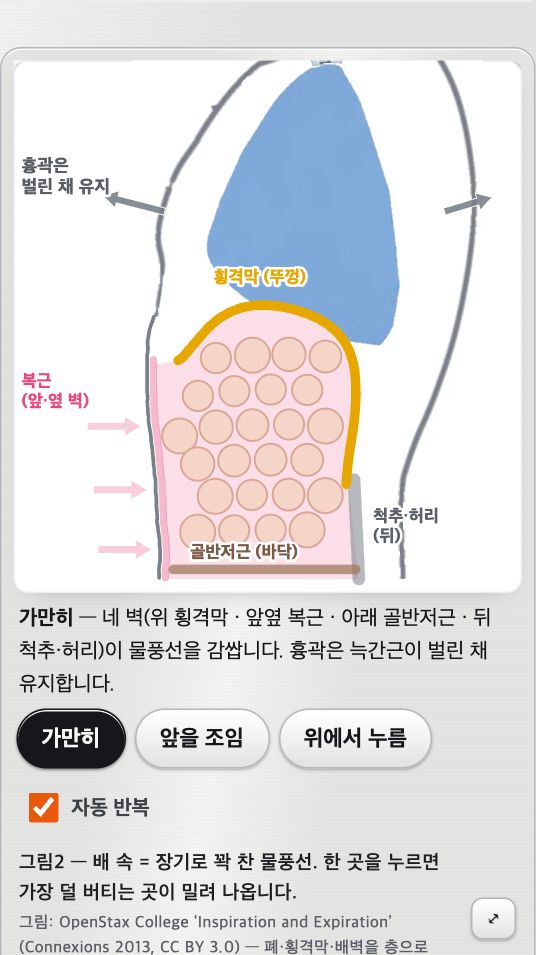 흉곽은
벌린 채 유지
횡격막 (뚜껑)
복근
(앞·옆 벽)
척추·허리
(뒤)
골반저근 (바닥)
가만히 — 네 벽(위 횡격막 · 앞옆 복근 · 아래 골반저근 · 뒤
척추·허리)이 물풍선을 감쌉니다. 흉곽은 늑간근이 벌린 채
유지합니다.
가만히
앞을 조임
위에서 누름
자동 반복
그림2 — 배 속 = 장기로 꽉 찬 물풍선. 한 곳을 누르면
가장 덜 버티는 곳이 밀려 나옵니다.
그림: OpenStax College ‘Inspiration and Expiration’
(Connexions 2013, CC BY 3.0) — 폐·횡격막·배벽을 층으로